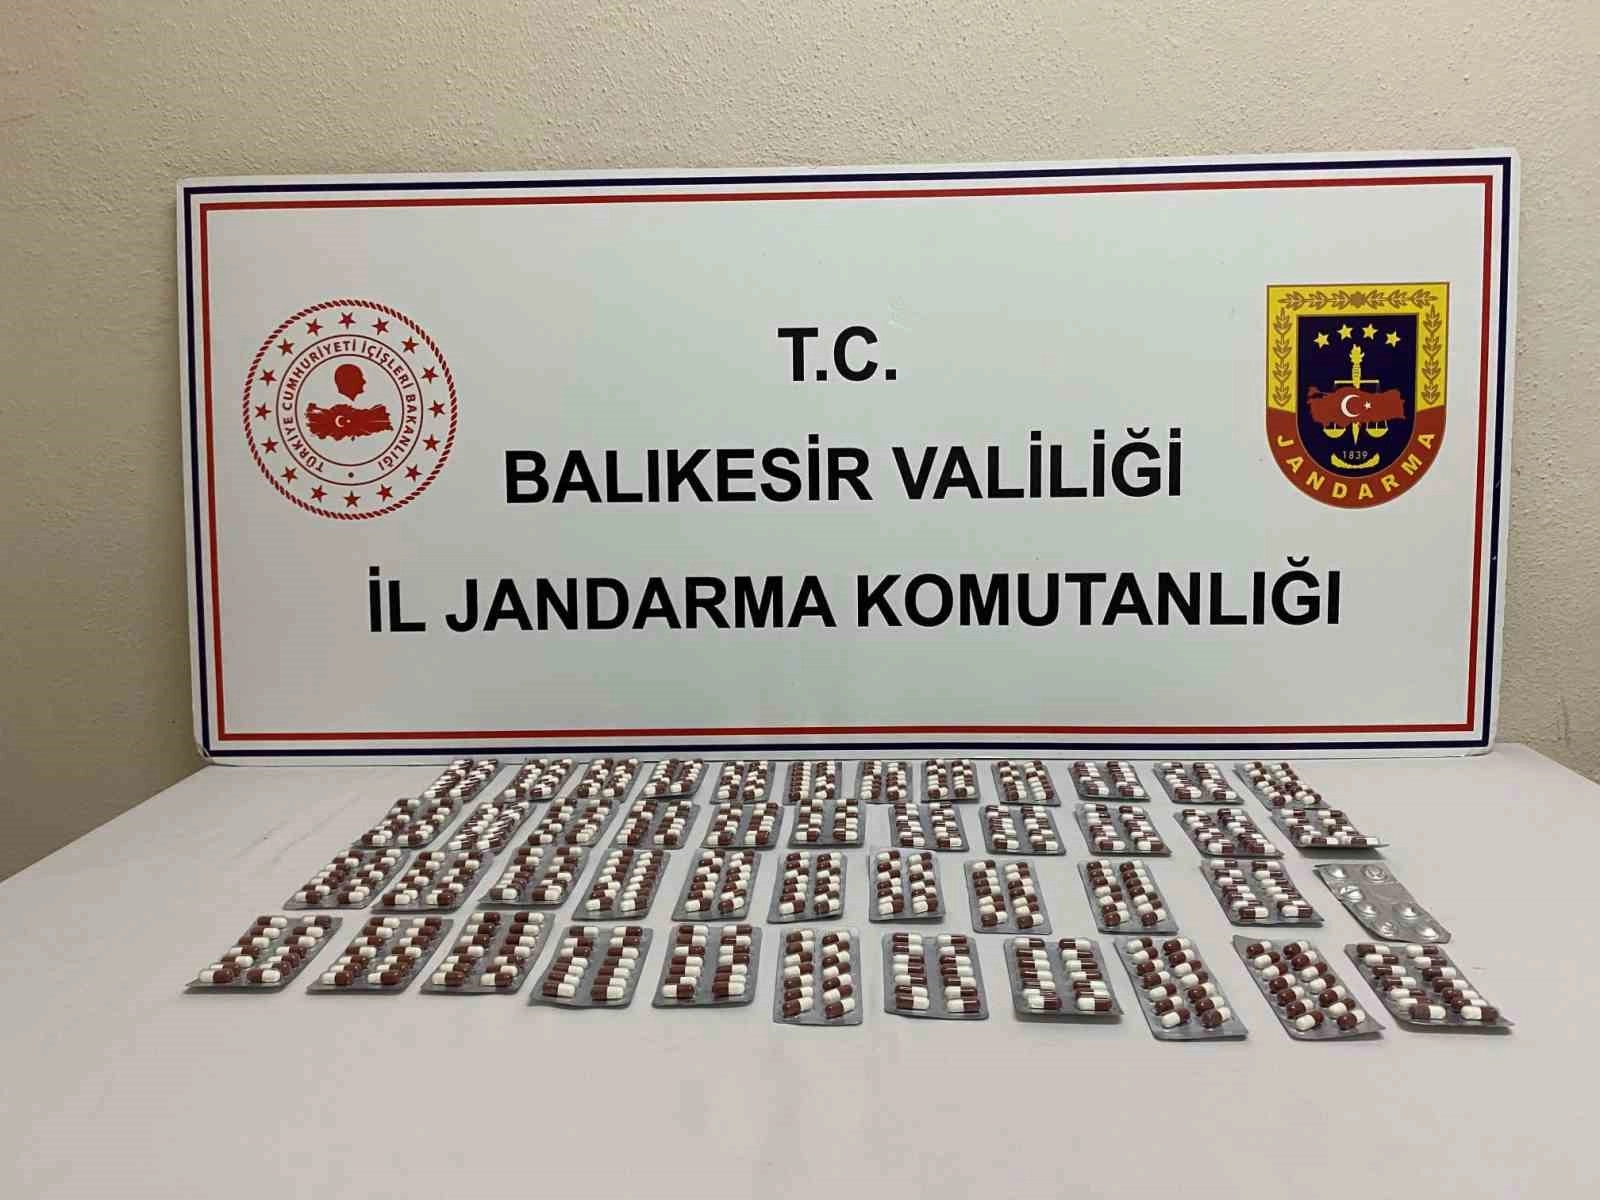 T.C.
BALIKESİR VALİLİĞİ
İL JANDARMA KOMUTANLIĞI
TÜRKİYE CUMHURİYETİ İÇİŞLERİ BAKANLIĞI
1839
JANDARMA